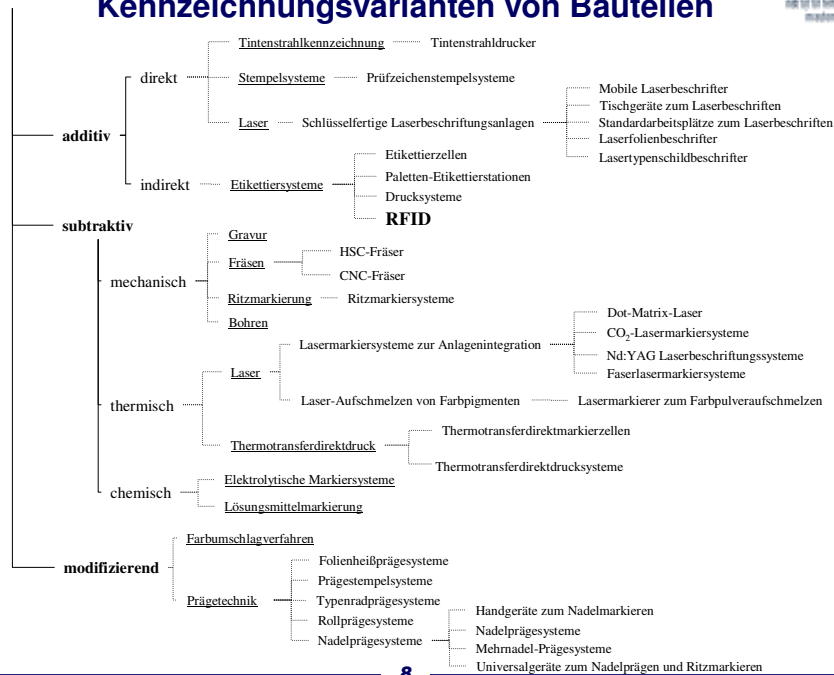 Kennzeichnungsvarianten von Bauteilen
Tintenstrahlkennzeichnung Tintenstrahldrucker
direkt Stempelsysteme Prüfzeichenstempelsysteme
Mobile Laserbeschrifter
Tischgeräte zum Laserbeschriften
additiv Laser Schlüsselfertige Laserbeschriftungsanlagen Standardarbeitsplätze zum Laserbeschriften
Laserfolienbeschrifter
Lasertypenschildbeschrifter
Etikettierzellen
indirekt Etikettiersysteme Paletten-Etikettierstationen
Drucksysteme
RFID
subtraktiv
Gravur
mechanisch Fräsen HSC-Fräser
CNC-Fräser
Ritzmarkierung Ritzmarkiersysteme
Bohren
Dot-Matrix-Laser
thermisch Laser Lasermarkiersysteme zur Anlagenintegration CO₂-Lasermarkiersysteme
Nd:YAG Laserbeschriftungssysteme
Faserlasermarkiersysteme
Laser-Aufschmelzen von Farbpigmenten Lasermarkierer zum Farbpulveraufschmelzen
Thermotransferdirektdruck Thermotransferdirektmarkierzellen
Thermotransferdirektdrucksysteme
chemisch Elektrolytische Markiersysteme
Lösungsmittelmarkierung
modifizierend Farbumschlagverfahren
Prägetechnik Folienheißprägesysteme
Prägestempelsysteme
Typenradprägesysteme
Rollprägesysteme
Nadelprägesysteme Handgeräte zum Nadelmarkieren
Nadelprägesysteme
Mehrnadel-Prägesysteme
Universalgeräte zum Nadelprägen und Ritzmarkieren
8